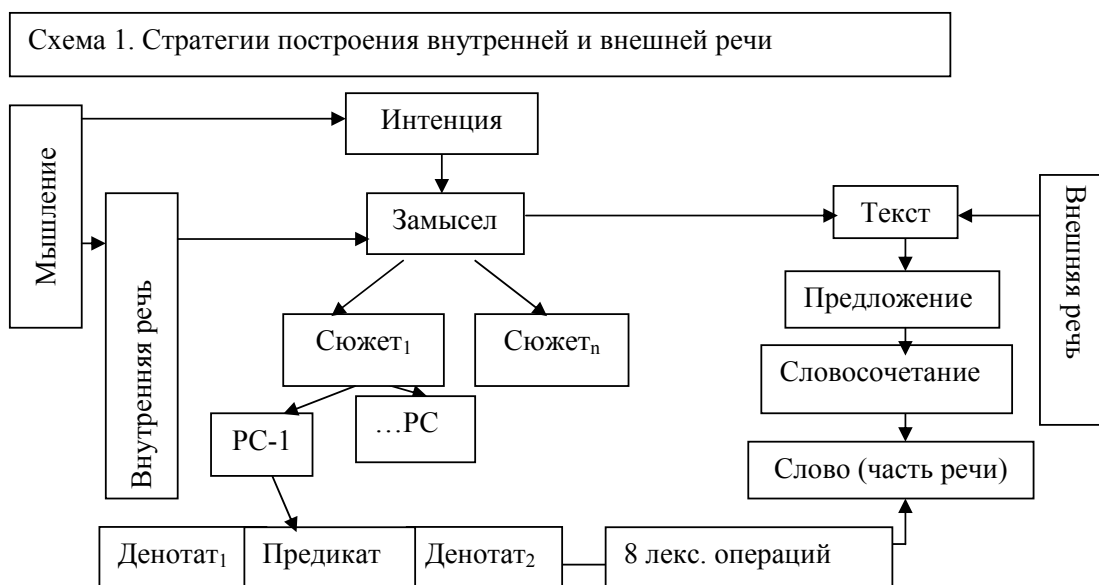 Схема 1. Стратегии построения внутренней и внешней речи
Мышление
Интенция
Внутренняя речь
Замысел
Текст
Внешняя речь
Предложение
Сюжет₁
Сюжетₙ
Словосочетание
РС-1
…РС
Слово (часть речи)
Денотат₁
Предикат
Денотат₂
8 лекс. операций